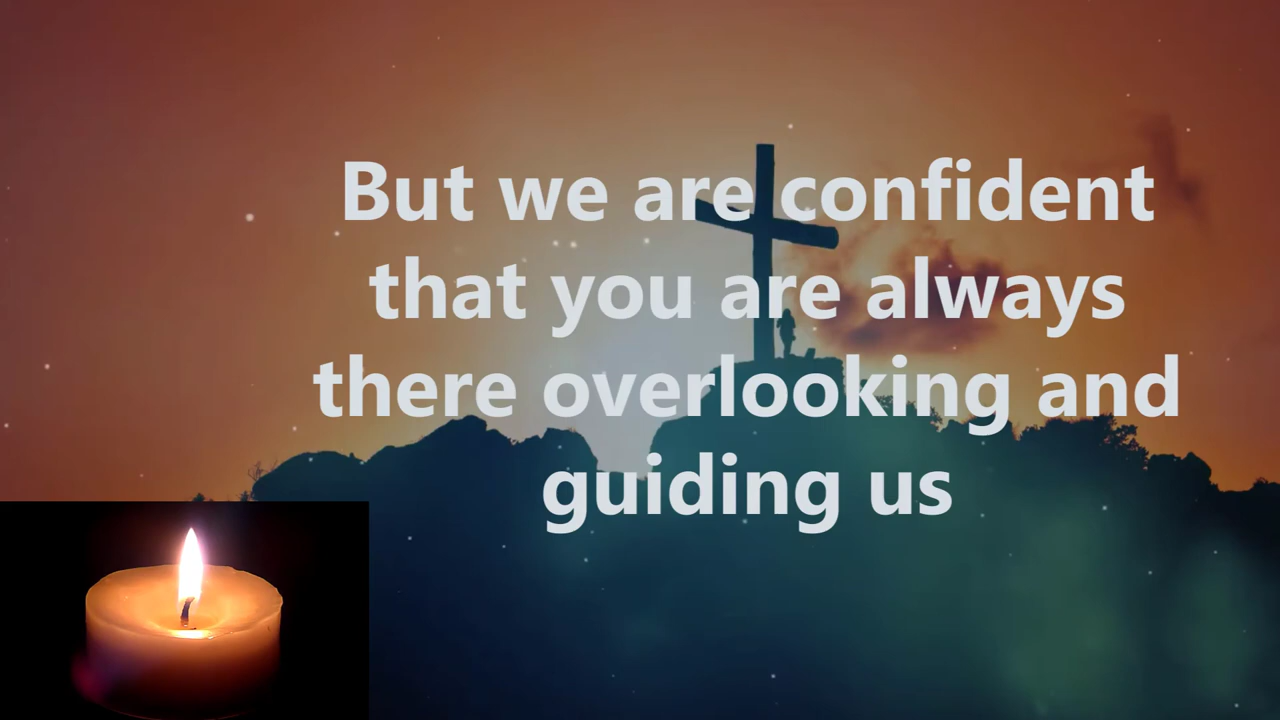 But we are confident
that you are always
there overlooking and
guiding us